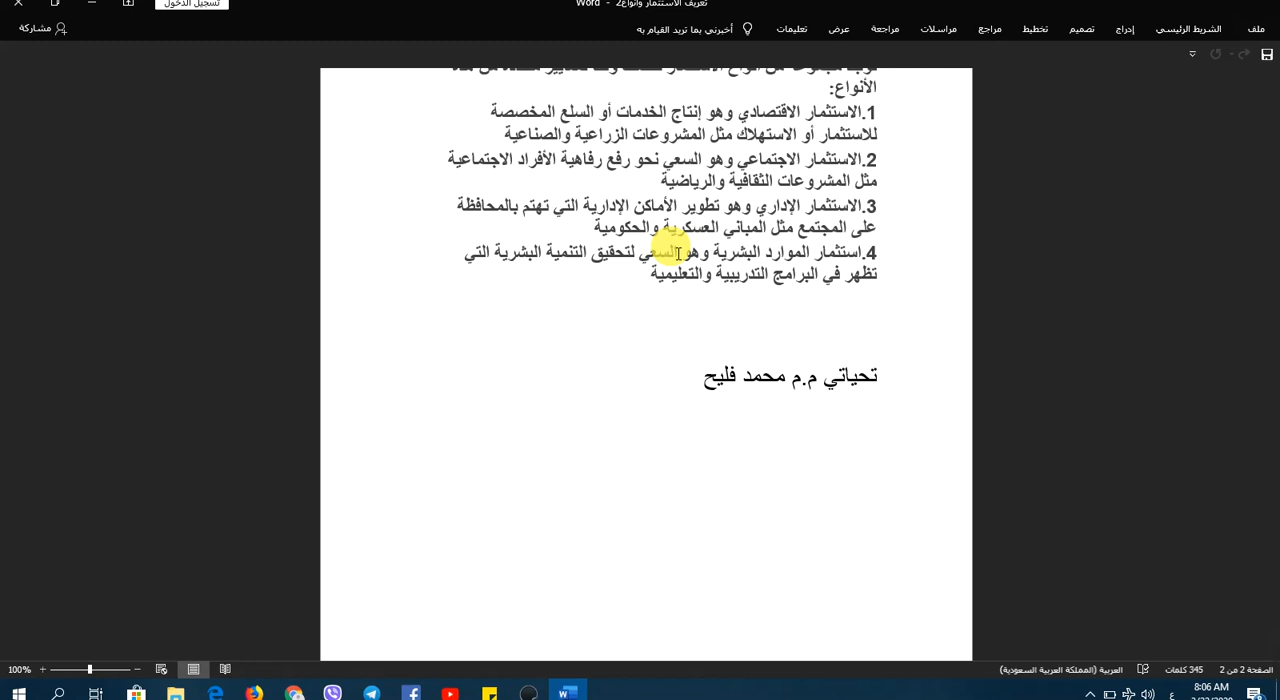 تسجيل الدخول
تعريف الاستثمار وأنواع2 - Word
ملف الشريط الرئيسي إدراج تصميم تخطيط مراجع مراسلات مراجعة عرض تعليمات أخبرني بما تريد القيام به مشاركة
الأنواع:
1.الاستثمار الاقتصادي وهو إنتاج الخدمات أو السلع المخصصة
للاستثمار أو الاستهلاك مثل المشروعات الزراعية والصناعية
2.الاستثمار الاجتماعي وهو السعي نحو رفع رفاهية الأفراد الاجتماعية
مثل المشروعات الثقافية والرياضية
3.الاستثمار الإداري وهو تطوير الأماكن الإدارية التي تهتم بالمحافظة
على المجتمع مثل المباني العسكرية والحكومية
4.استثمار الموارد البشرية وهو السعي لتحقيق التنمية البشرية التي
تظهر في البرامج التدريبية والتعليمية
تحياتي م.م محمد فليح
صفحة 2 من 2 345 كلمات العربية (المملكة العربية السعودية) 100%
8:06 AM